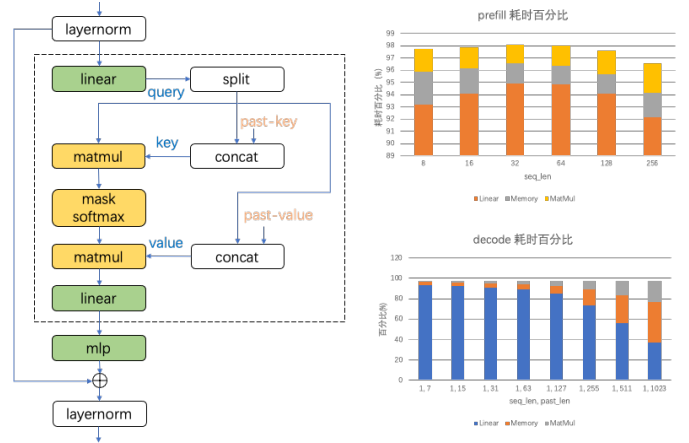 layernorm
linear
split
query
past-key
key
matmul
concat
mask
softmax
past-value
value
matmul
concat
linear
mlp
layernorm
prefill 耗时百分比
耗时百分比 (%)
99
98
97
96
95
94
93
92
91
90
89
8 16 32 64 128 256
seq_len
Linear Memory MatMul
decode 耗时百分比
百分比(%)
120
100
80
60
40
20
0
1, 7 1, 15 1, 31 1, 63 1, 127 1, 255 1, 511 1, 1023
seq_len, past_len
Linear Memory MatMul